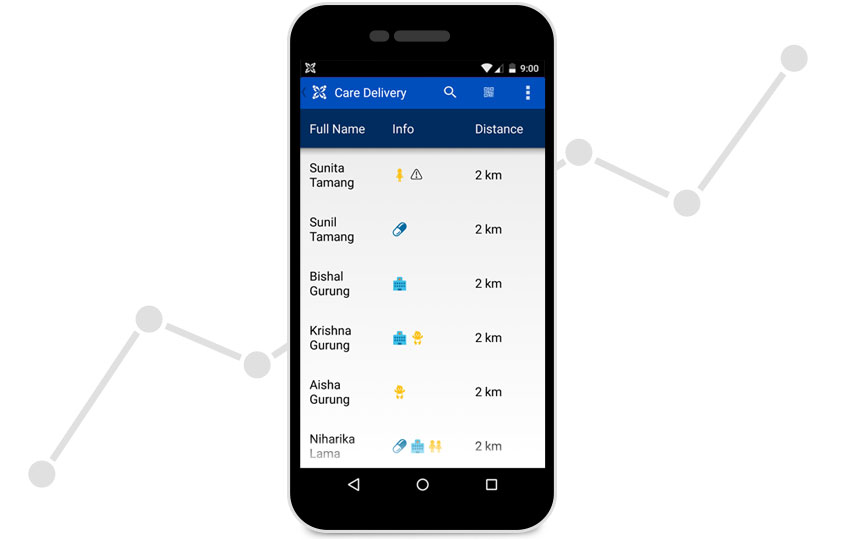 9:00
Care Delivery
Full Name Info Distance
Sunita
Tamang
2 km
Sunil
Tamang
2 km
Bishal
Gurung
2 km
Krishna
Gurung
2 km
Aisha
Gurung
2 km
Niharika
Lama
2 km